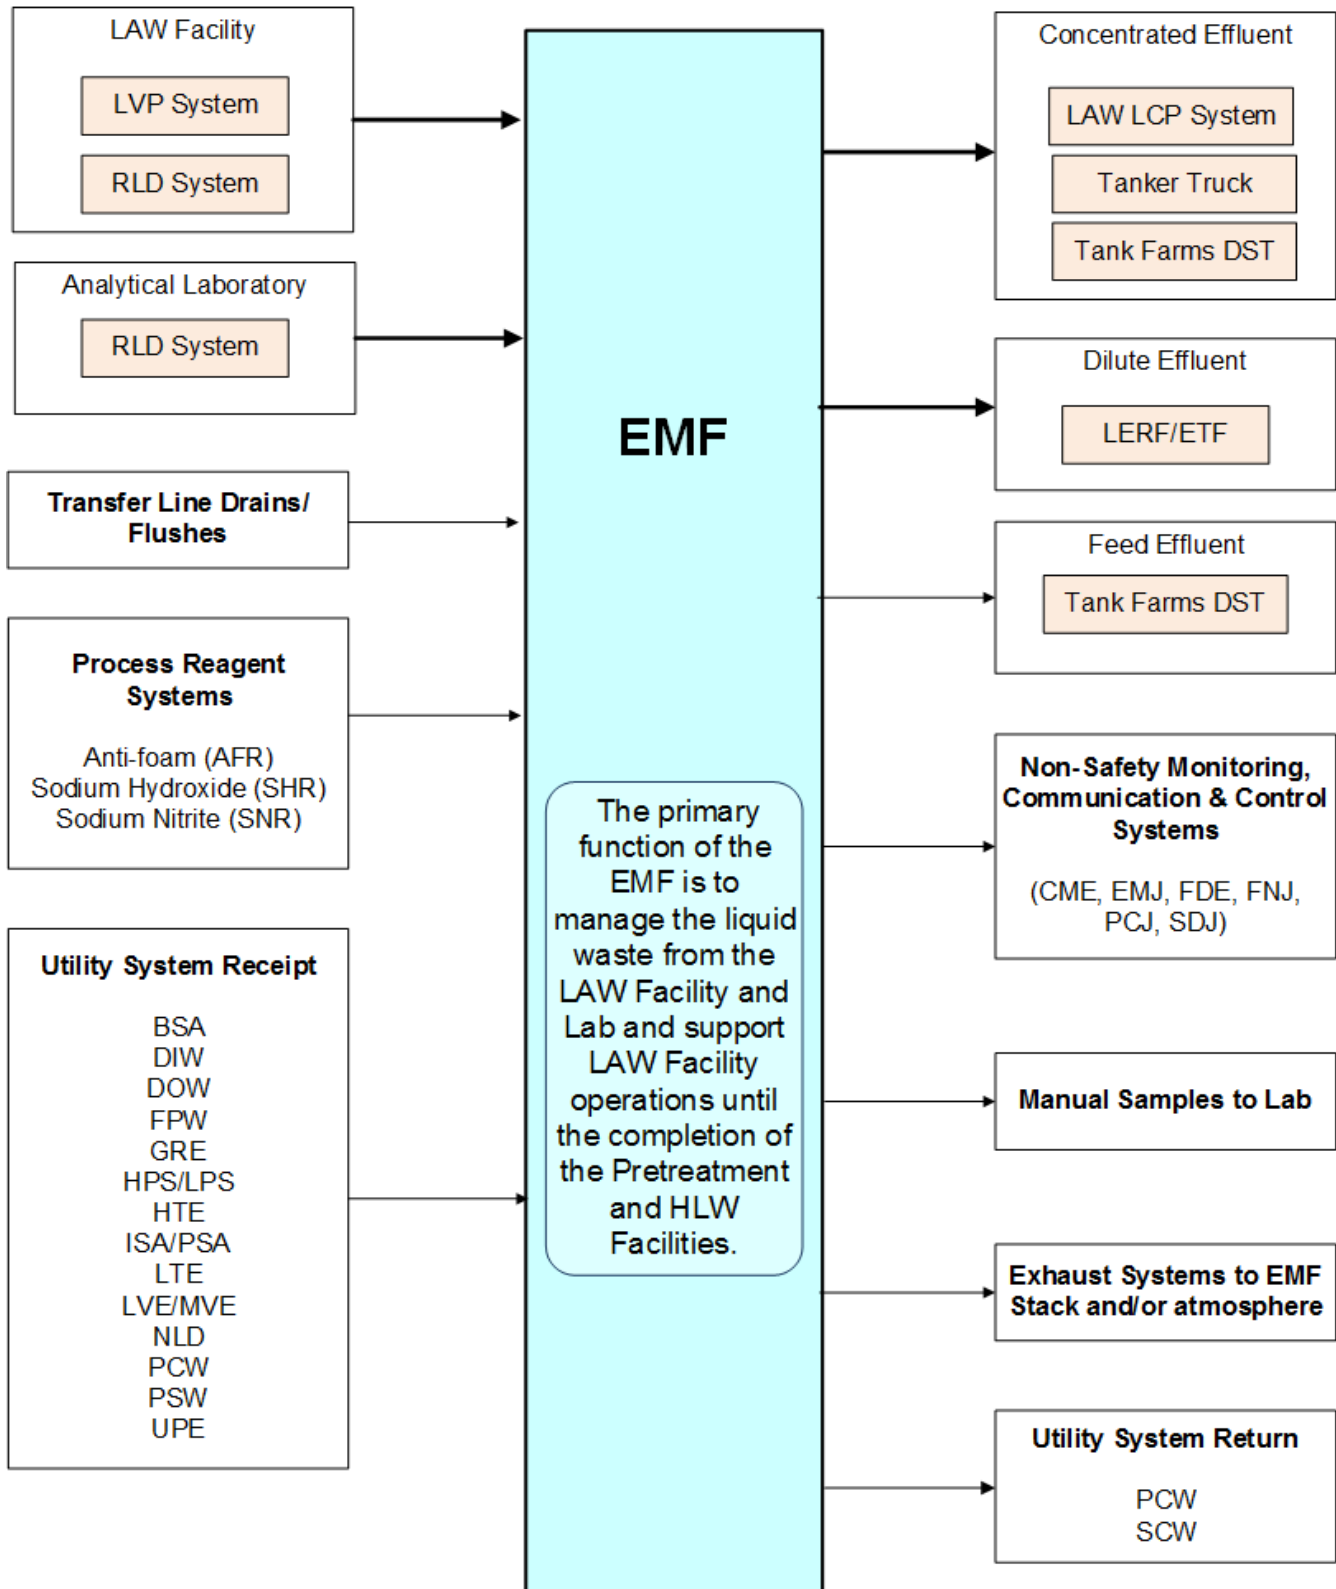 LAW Facility
LVP System
RLD System
Analytical Laboratory
RLD System
Transfer Line Drains/
Flushes
Process Reagent
Systems
Anti-foam (AFR)
Sodium Hydroxide (SHR)
Sodium Nitrite (SNR)
Utility System Receipt
BSA
DIW
DOW
FPW
GRE
HPS/LPS
HTE
ISA/PSA
LTE
LVE/MVE
NLD
PCW
PSW
UPE
EMF
The primary
function of the
EMF is to
manage the liquid
waste from the
LAW Facility and
Lab and support
LAW Facility
operations until
the completion of
the Pretreatment
and HLW
Facilities.
Concentrated Effluent
LAW LCP System
Tanker Truck
Tank Farms DST
Dilute Effluent
LERF/ETF
Feed Effluent
Tank Farms DST
Non-Safety Monitoring,
Communication & Control
Systems
(CME, EMJ, FDE, FNJ,
PCJ, SDJ)
Manual Samples to Lab
Exhaust Systems to EMF
Stack and/or atmosphere
Utility System Return
PCW
SCW